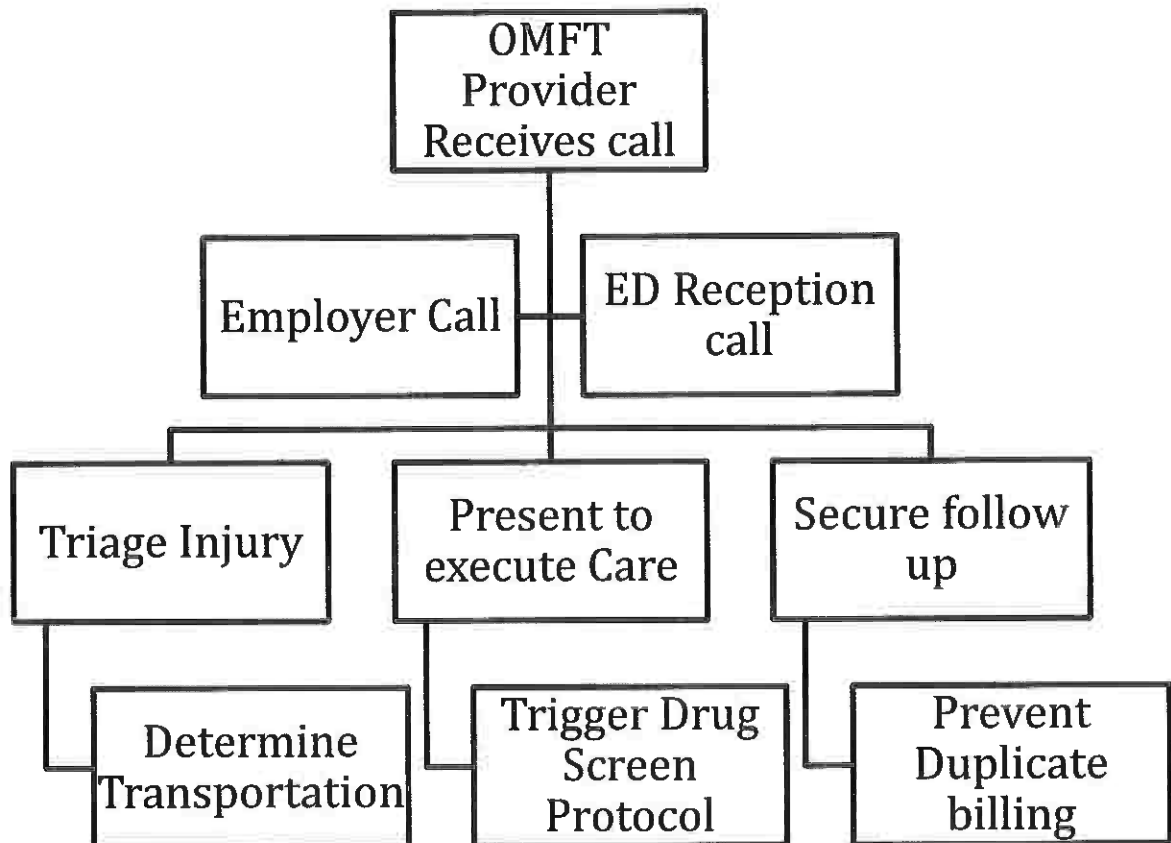 OMFT
Provider
Receives call
Employer Call
ED Reception
call
Triage Injury
Present to
execute Care
Secure follow
up
Determine
Transportation
Trigger Drug
Screen
Protocol
Prevent
Duplicate
billing